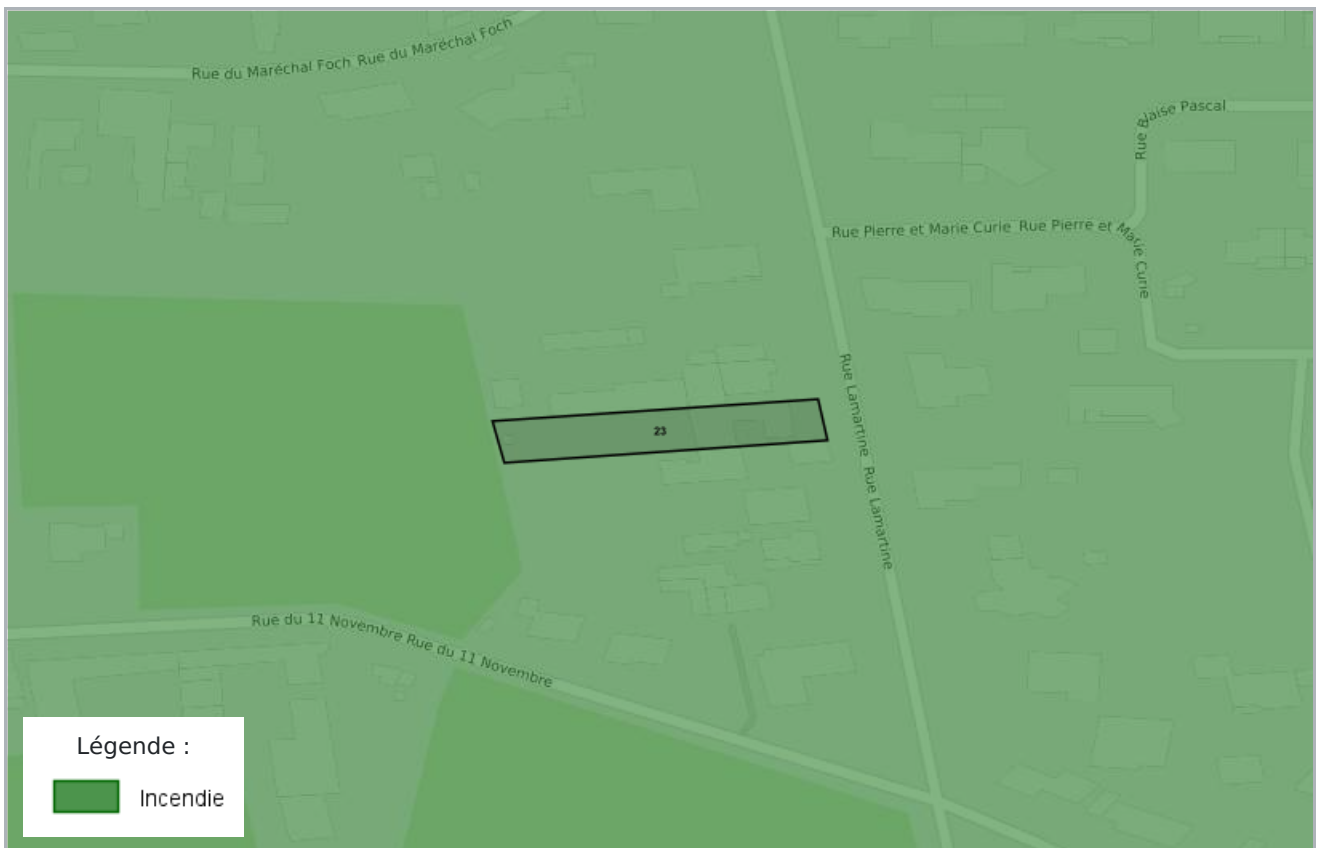 Rue du Maréchal Foch Rue du Maréchal Foch
Rue Blaise Pascal
Rue Pierre et Marie Curie Rue Pierre et Marie Curie
Rue Lamartine Rue Lamartine
23
Rue du 11 Novembre Rue du 11 Novembre
Légende :
Incendie